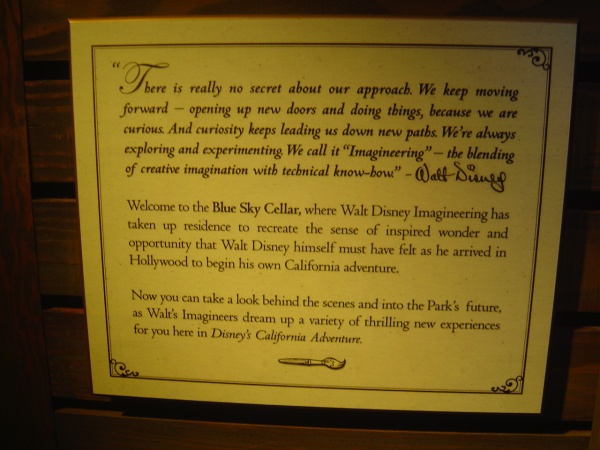 “There is really no secret about our approach. We keep moving
forward – opening up new doors and doing things, because we are
curious. And curiosity keeps leading us down new paths. We're always
exploring and experimenting. We call it “Imagineering” – the blending
of creative imagination with technical know-how.” – Walt Disney
Welcome to the Blue Sky Cellar, where Walt Disney Imagineering has
taken up residence to recreate the sense of inspired wonder and
opportunity that Walt Disney himself must have felt as he arrived in
Hollywood to begin his own California adventure.
Now you can take a look behind the scenes and into the Park's future,
as Walt's Imagineers dream up a variety of thrilling new experiences
for you here in Disney's California Adventure.